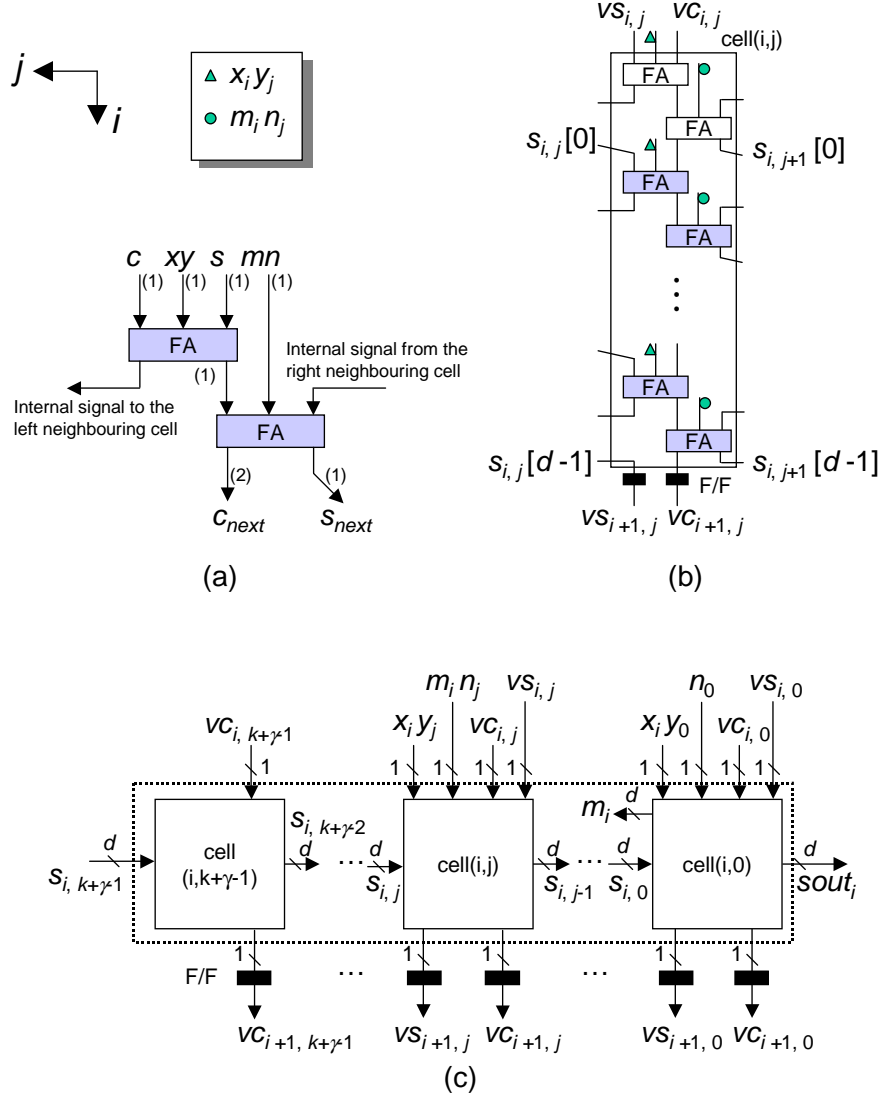 j
i
x_i y_j
m_i n_j
c xy s mn
(1) (1) (1) (1)
FA
(1)
Internal signal from the
right neighbouring cell
Internal signal to the
left neighbouring cell
FA
(2) (1)
c_next s_next
(a)
vs_i, j vc_i, j
cell(i,j)
FA
FA
s_i, j [0] s_i, j+1 [0]
FA
FA
FA
FA
s_i, j [d -1] s_i, j+1 [d -1]
F/F
vs_i+1, j vc_i+1, j
(b)
m_i n_j vs_i, j n_0 vs_i, 0
vc_i, k+γ-1 x_i y_j vc_i, j x_i y_0 vc_i, 0
1 1 1 1 1 1 1 1 1
m_i d
s_i, k+γ-1 d
cell
(i,k+γ-1)
s_i, k+γ-2
d ... d
s_i, j
cell(i,j)
d ... d
s_i, j-1 s_i, 0
cell(i,0)
d
sout_i
1 1 1 1 1
F/F ... ...
vc_i+1, k+γ-1 vs_i+1, j vc_i+1, j vs_i+1, 0 vc_i+1, 0
(c)